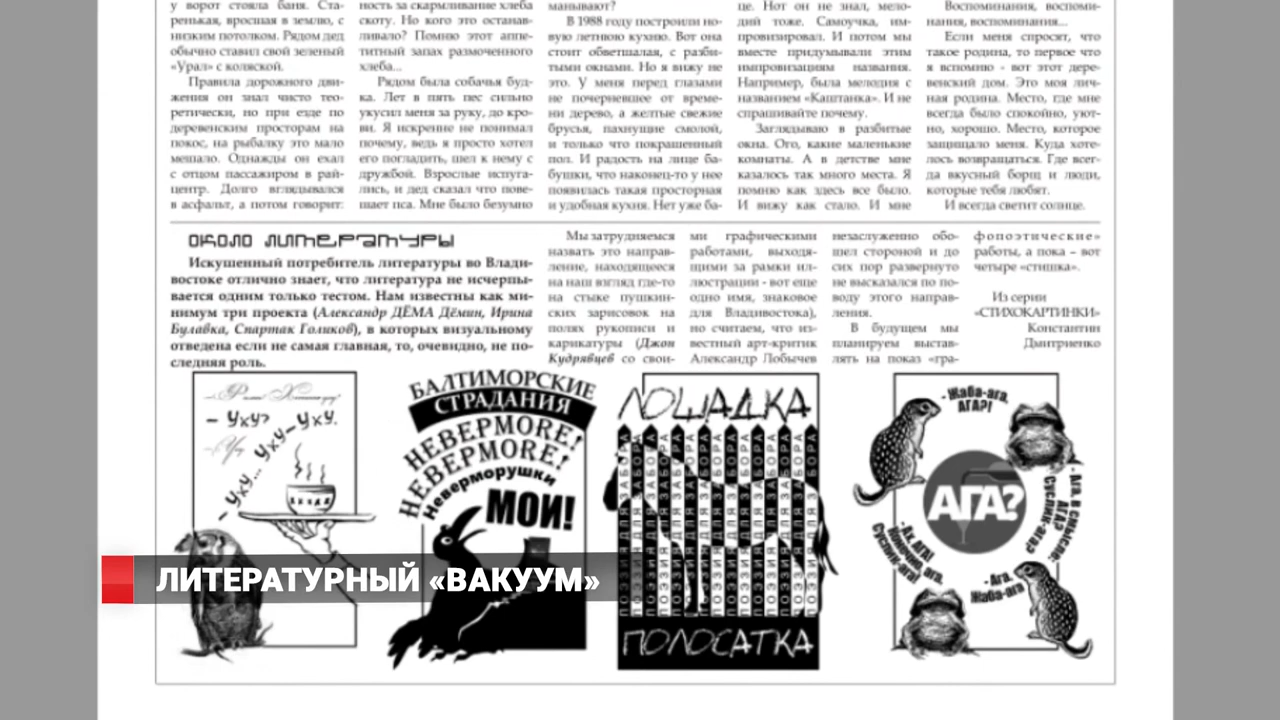 у ворот стояла баня. Ста-
ренькая, вросшая в землю, с
низким потолком. Рядом дед
обычно ставил свой зеленый
«Урал» с коляской.
Правила дорожного дви-
жения он знал чисто тео-
ретически, но при езде по
деревенским просторам на
покос, на рыбалку это мало
мешало. Однажды он ехал
с отцом пассажиром в рай-
центр. Долго вглядывался
в асфальт, а потом говорит:
ность за скармливание хлеба
скоту. Но кого это останав-
ливало? Помню этот аппе-
титный запах размоченного
хлеба...
Рядом была собачья буд-
ка. Лет в пять пес сильно
укусил меня за руку, до кро-
ви. Я искренне не понимал
почему, ведь я просто хотел
его погладить, шел к нему с
дружбой. Взрослые испуга-
лись, и дед сказал что пове-
шает пса. Мне было безумно
манывают?
В 1988 году построили но-
вую летнюю кухню. Вот она
стоит обветшалая, с разби-
тыми окнами. Но я вижу не
это. У меня перед глазами
не почерневшее от време-
ни дерево, а желтые свежие
брусья, пахнущие смолой,
и только что покрашенный
пол. И радость на лице ба-
бушки, что наконец-то у нее
появилась такая просторная
и удобная кухня. Нет уже ба-
це. Нот он не знал, мело-
дий тоже. Самоучка, им-
провизировал. И потом мы
вместе придумывали этим
импровизациям названия.
Например, была мелодия с
названием «Каштанка». И не
спрашивайте почему.
Заглядываю в разбитые
окна. Ого, какие маленькие
комнаты. А в детстве мне
казалось так много места. Я
помню как здесь все было.
И вижу как стало. И мне
Воспоминания, воспоми-
нания, воспоминания...
Если меня спросят, что
такое родина, то первое что
я вспомню - вот этот дере-
венский дом. Это моя лич-
ная родина. Место, где мне
всегда было спокойно, уют-
но, хорошо. Место, которое
защищало меня. Куда хоте-
лось возвращаться. Где всег-
да вкусный борщ и люди,
которые тебя любят.
И всегда светит солнце.
ОКОЛО ЛИТЕРАТУРЫ
Искушенный потребитель литературы во Влади-
востоке отлично знает, что литература не исчерпы-
вается одним только тестом. Нам известны как ми-
нимум три проекта (Александр ДЁМА Дёмин, Ирина
Булавка, Спартак Голиков), в которых визуальному
отведена если не самая главная, то, очевидно, не по-
следняя роль.
Мы затрудняемся
назвать это направ-
ление, находящееся
на наш взгляд где-то
на стыке пушкин-
ских зарисовок на
полях рукописи и
карикатуры (Джон
Кудрявцев со свои-
ми графическими
работами, выходя-
щими за рамки ил-
люстрации - вот еще
одно имя, знаковое
для Владивостока),
но считаем, что из-
вестный арт-критик
Александр Лобычев
незаслуженно обо-
шел стороной и до
сих пор развернуто
не высказался по по-
воду этого направ-
ления.
В будущем мы
планируем выстав-
лять на показ «гра-
фопоэтические»
работы, а пока – вот
четыре «стишка».
Из серии
«СТИХОКАРТИНКИ»
Константин
Дмитриенко
- Уху?
Уху-Уху.
- Уху...
БАЛТИМОРСКИЕ
СТРАДАНИЯ
НЕВЕРМОРЕ!
НЕВЕРМОРЕ!
Неверморушки
МОИ!
ЛОШАДКА
ПОЭЗИЯ ДЛЯ ЗАБОРА
ПОЛОСАТКА
- Жаба-ага,
АГА?!
АГА?
- Ага, в смысле,
АГА?
Суслик-ага?
- Ах, АГА!
Конечно, ага,
Суслик-ага!
- Ага,
Жаба-ага
ЛИТЕРАТУРНЫЙ «ВАКУУМ»